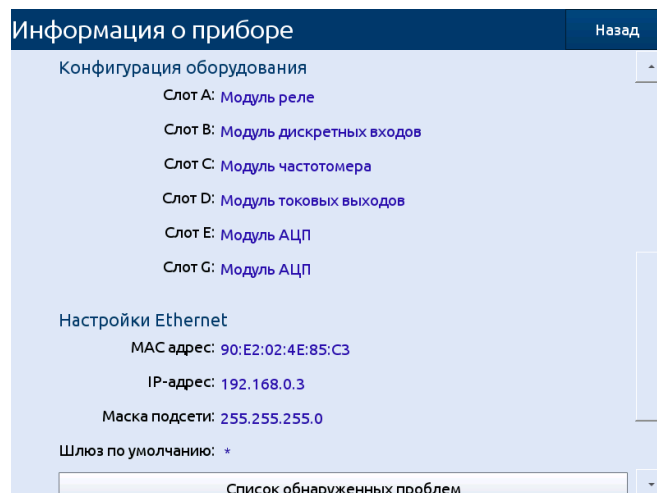 Информация о приборе
Назад
Конфигурация оборудования
Слот A: Модуль реле
Слот B: Модуль дискретных входов
Слот C: Модуль частотомера
Слот D: Модуль токовых выходов
Слот E: Модуль АЦП
Слот G: Модуль АЦП
Настройки Ethernet
MAC адрес: 90:E2:02:4E:85:C3
IP-адрес: 192.168.0.3
Маска подсети: 255.255.255.0
Шлюз по умолчанию: *
Список обнаруженных проблем